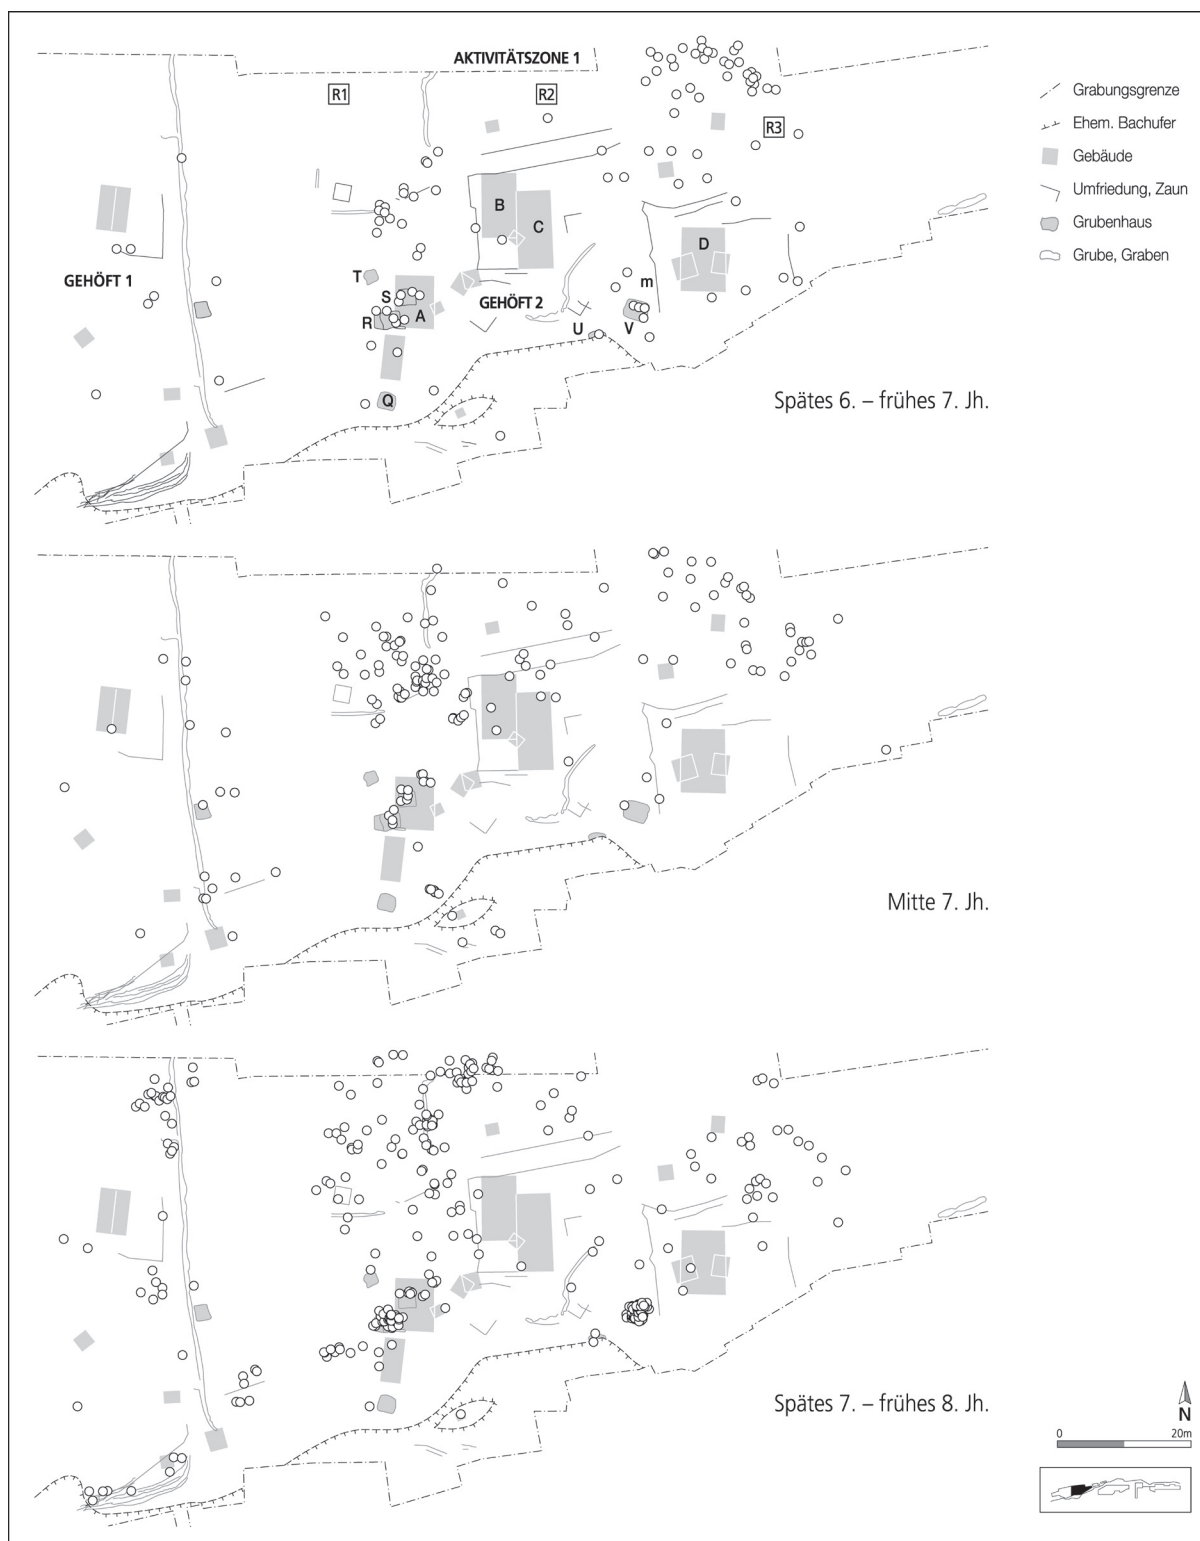 AKTIVITÄTSZONE 1
R1
R2
R3
B
C
D
GEHÖFT 1
T
S
GEHÖFT 2
m
R
A
U
V
Q
Spätes 6. – frühes 7. Jh.
Grabungsgrenze
Ehem. Bachufer
Gebäude
Umfriedung, Zaun
Grubenhaus
Grube, Graben
Mitte 7. Jh.
Spätes 7. – frühes 8. Jh.
N
0 20m